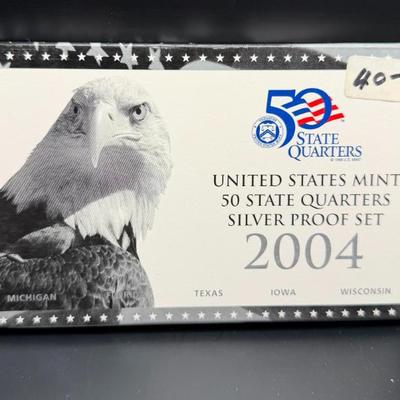 40-
50
STATE
QUARTERS
UNITED STATES MINT
50 STATE QUARTERS
SILVER PROOF SET
2004
MICHIGAN TEXAS IOWA WISCONSIN